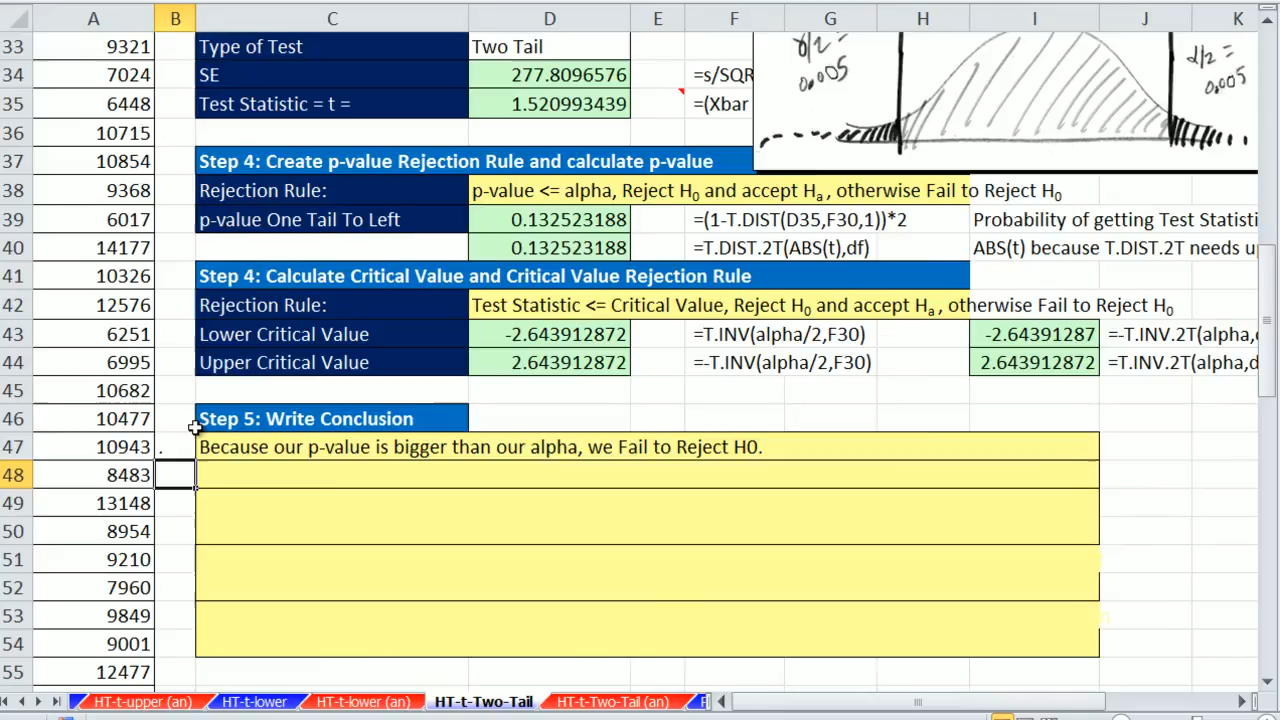 A B C D E F G H I J K
33 9321 Type of Test Two Tail
34 7024 SE 277.8096576 =s/SQR
35 6448 Test Statistic = t = 1.520993439 =(Xbar
α/2 = 0.005
α/2 = 0.005
36 10715
37 10854 Step 4: Create p-value Rejection Rule and calculate p-value
38 9368 Rejection Rule: p-value <= alpha, Reject H0 and accept Ha , otherwise Fail to Reject H0
39 6017 p-value One Tail To Left 0.132523188 =(1-T.DIST(D35,F30,1))*2 Probability of getting Test Statisti
40 14177 0.132523188 =T.DIST.2T(ABS(t),df) ABS(t) because T.DIST.2T needs up
41 10326 Step 4: Calculate Critical Value and Critical Value Rejection Rule
42 12576 Rejection Rule: Test Statistic <= Critical Value, Reject H0 and accept Ha , otherwise Fail to Reject H0
43 6251 Lower Critical Value -2.643912872 =T.INV(alpha/2,F30) -2.64391287 =-T.INV.2T(alpha,
44 6995 Upper Critical Value 2.643912872 =-T.INV(alpha/2,F30) 2.643912872 =T.INV.2T(alpha,d
45 10682
46 10477 Step 5: Write Conclusion
47 10943 . Because our p-value is bigger than our alpha, we Fail to Reject H0.
48 8483
49 13148
50 8954
51 9210
52 7960
53 9849
54 9001
55 12477
HT-t-upper (an) HT-t-lower HT-t-lower (an) HT-t-Two-Tail HT-t-Two-Tail (an)